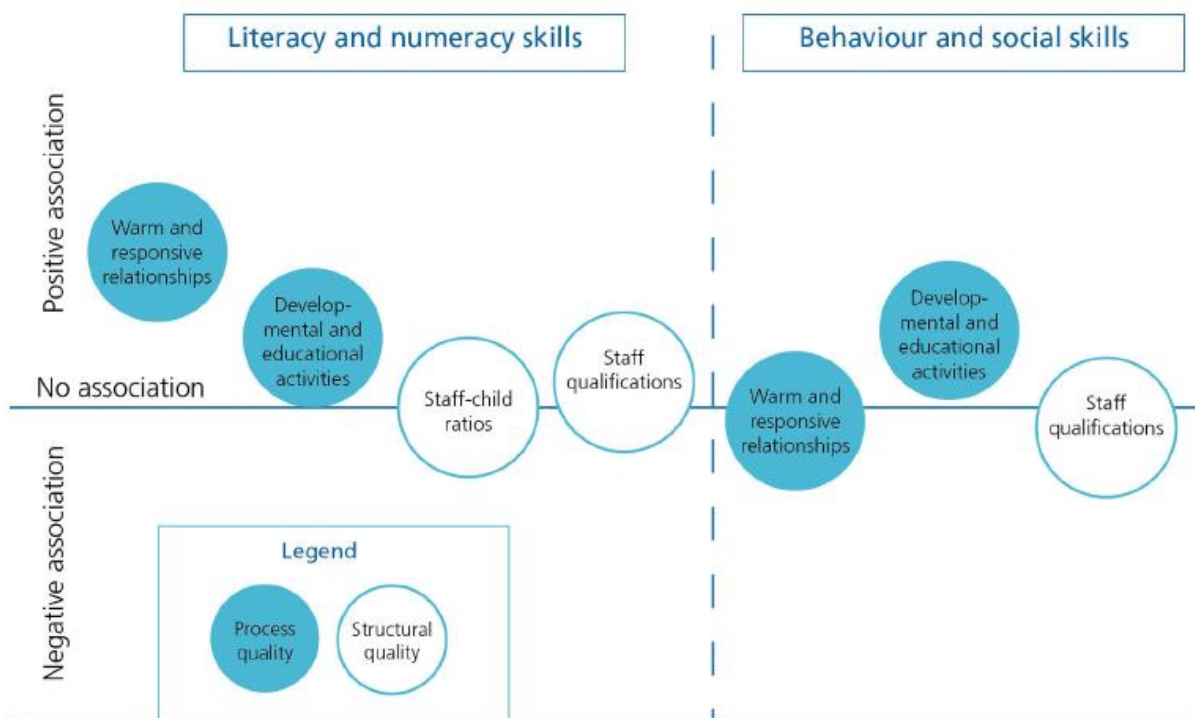 Literacy and numeracy skills
Behaviour and social skills
Positive association
Warm and
responsive
relationships
Develop-
mental and
educational
activities
Staff-child
ratios
Staff
qualifications
Warm and
responsive
relationships
Develop-
mental and
educational
activities
Staff
qualifications
No association
Negative association
Legend
Process
quality
Structural
quality